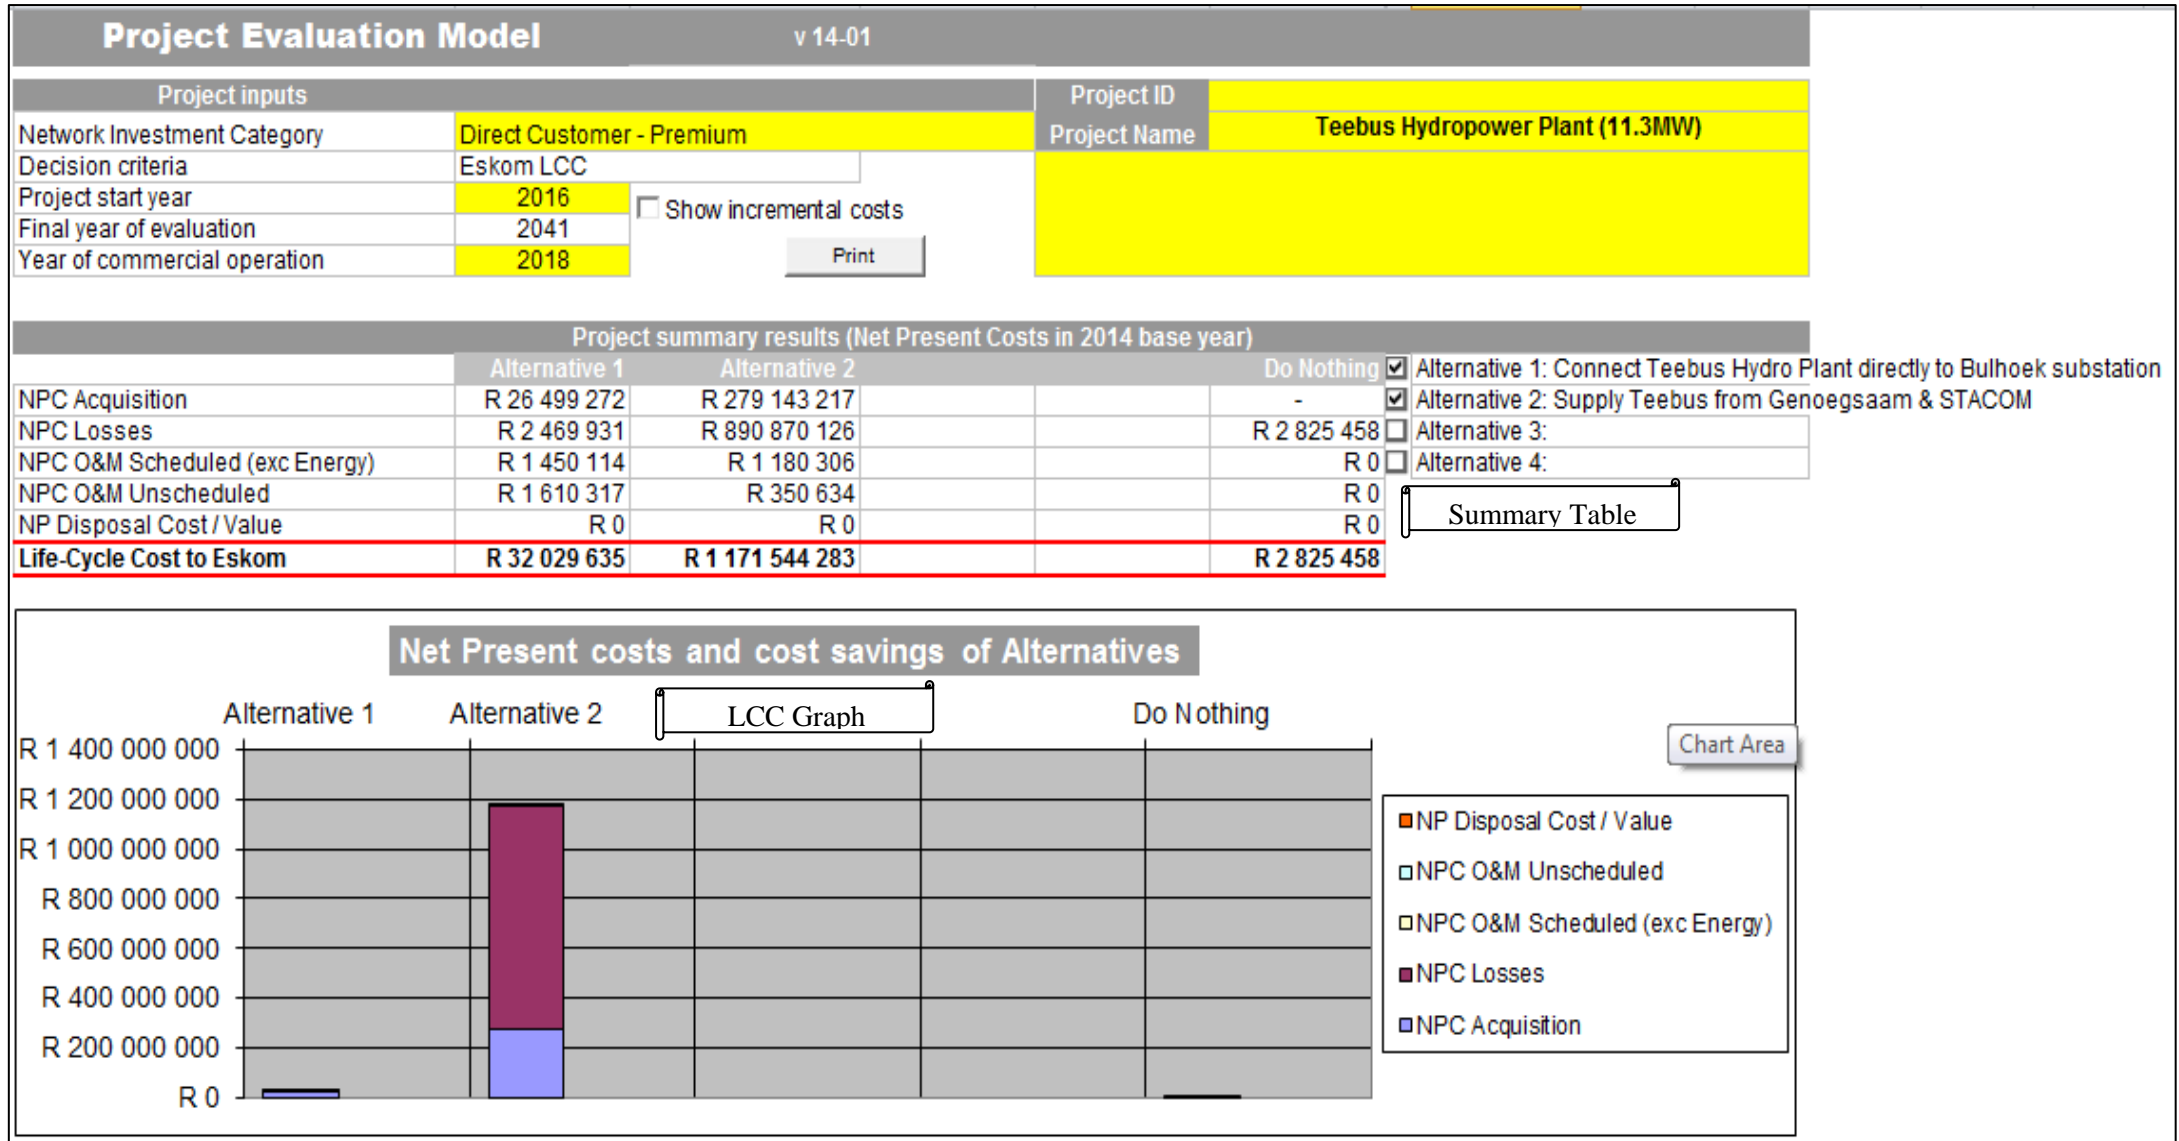 Project Evaluation Model v 14-01
Project inputs Project ID
Network Investment Category Direct Customer - Premium Project Name Teebus Hydropower Plant (11.3MW)
Decision criteria Eskom LCC
Project start year 2016 Show incremental costs
Final year of evaluation 2041
Year of commercial operation 2018 Print
Project summary results (Net Present Costs in 2014 base year)
Alternative 1 Alternative 2 Do Nothing Alternative 1: Connect Teebus Hydro Plant directly to Bulhoek substation
NPC Acquisition R 26 499 272 R 279 143 217 - Alternative 2: Supply Teebus from Genoegsaam & STACOM
NPC Losses R 2 469 931 R 890 870 126 R 2 825 458 Alternative 3:
NPC O&M Scheduled (exc Energy) R 1 450 114 R 1 180 306 R 0 Alternative 4:
NPC O&M Unscheduled R 1 610 317 R 350 634 R 0
Summary Table
NP Disposal Cost / Value R 0 R 0 R 0
Life-Cycle Cost to Eskom R 32 029 635 R 1 171 544 283 R 2 825 458
Net Present costs and cost savings of Alternatives
Alternative 1 Alternative 2 LCC Graph Do Nothing
Chart Area
R 1 400 000 000
R 1 200 000 000
R 1 000 000 000
R 800 000 000
R 600 000 000
R 400 000 000
R 200 000 000
R 0
NP Disposal Cost / Value
NPC O&M Unscheduled
NPC O&M Scheduled (exc Energy)
NPC Losses
NPC Acquisition